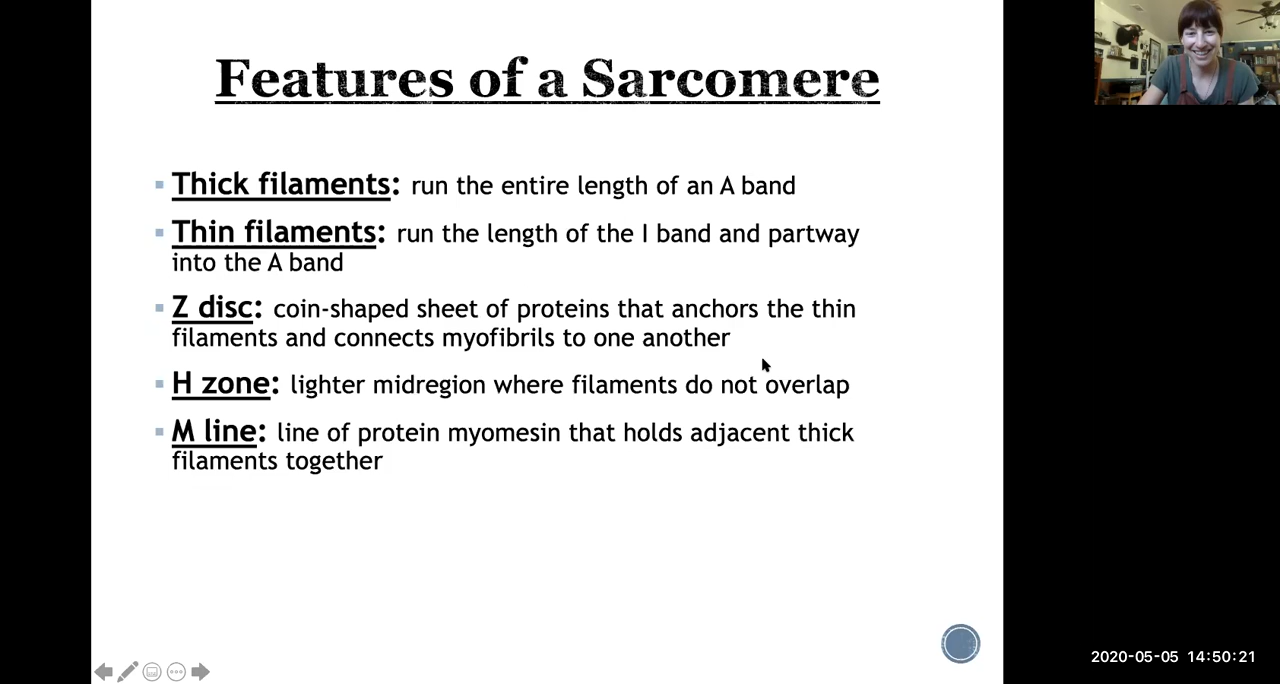 Features of a Sarcomere
Thick filaments: run the entire length of an A band
Thin filaments: run the length of the I band and partway
into the A band
Z disc: coin-shaped sheet of proteins that anchors the thin
filaments and connects myofibrils to one another
H zone: lighter midregion where filaments do not overlap
M line: line of protein myomesin that holds adjacent thick
filaments together
2020-05-05 14:50:21